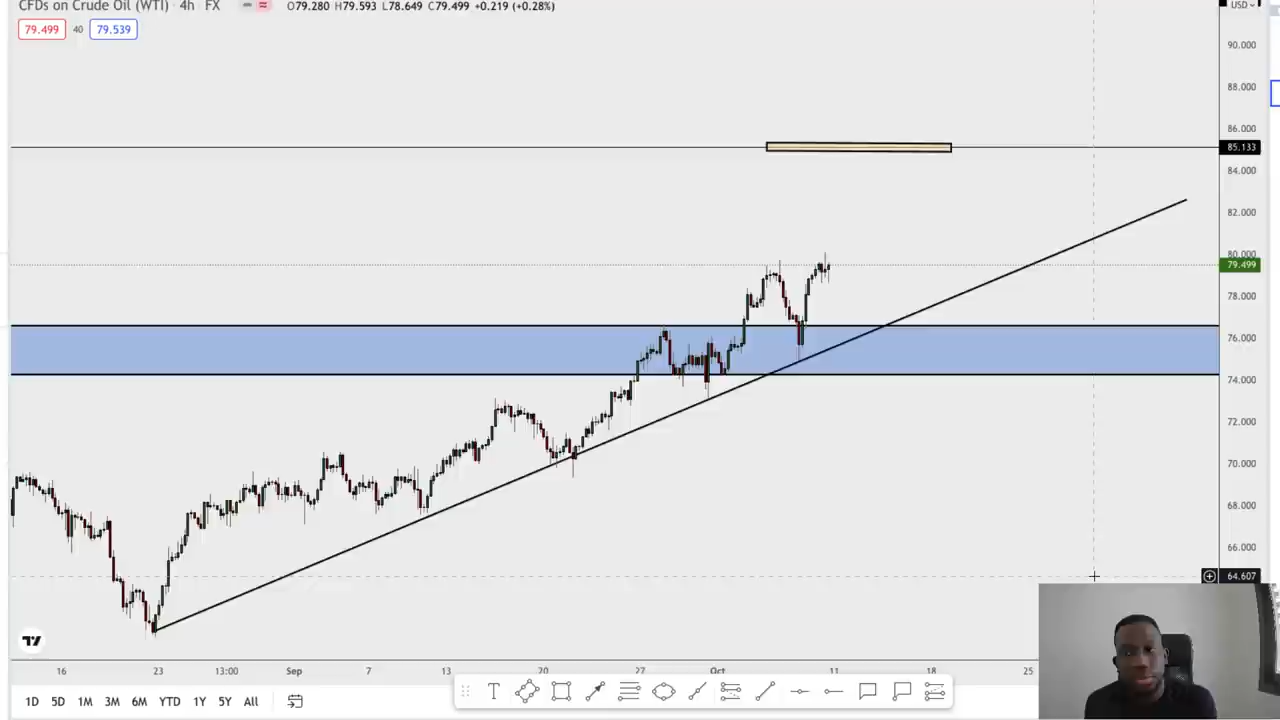 CFDs on Crude Oil (WTI) · 4h · FX O79.280 H79.593 L78.649 C79.499 +0.219 (+0.28%)
USD
79.499 40 79.539
90.000
88.000
86.000
85.133
84.000
82.000
80.000
79.499
78.000
76.000
74.000
72.000
70.000
68.000
66.000
64.607
16 23 13:00 Sep 7 13 20 27 Oct 11 18 25
1D 5D 1M 3M 6M YTD 1Y 5Y All
T